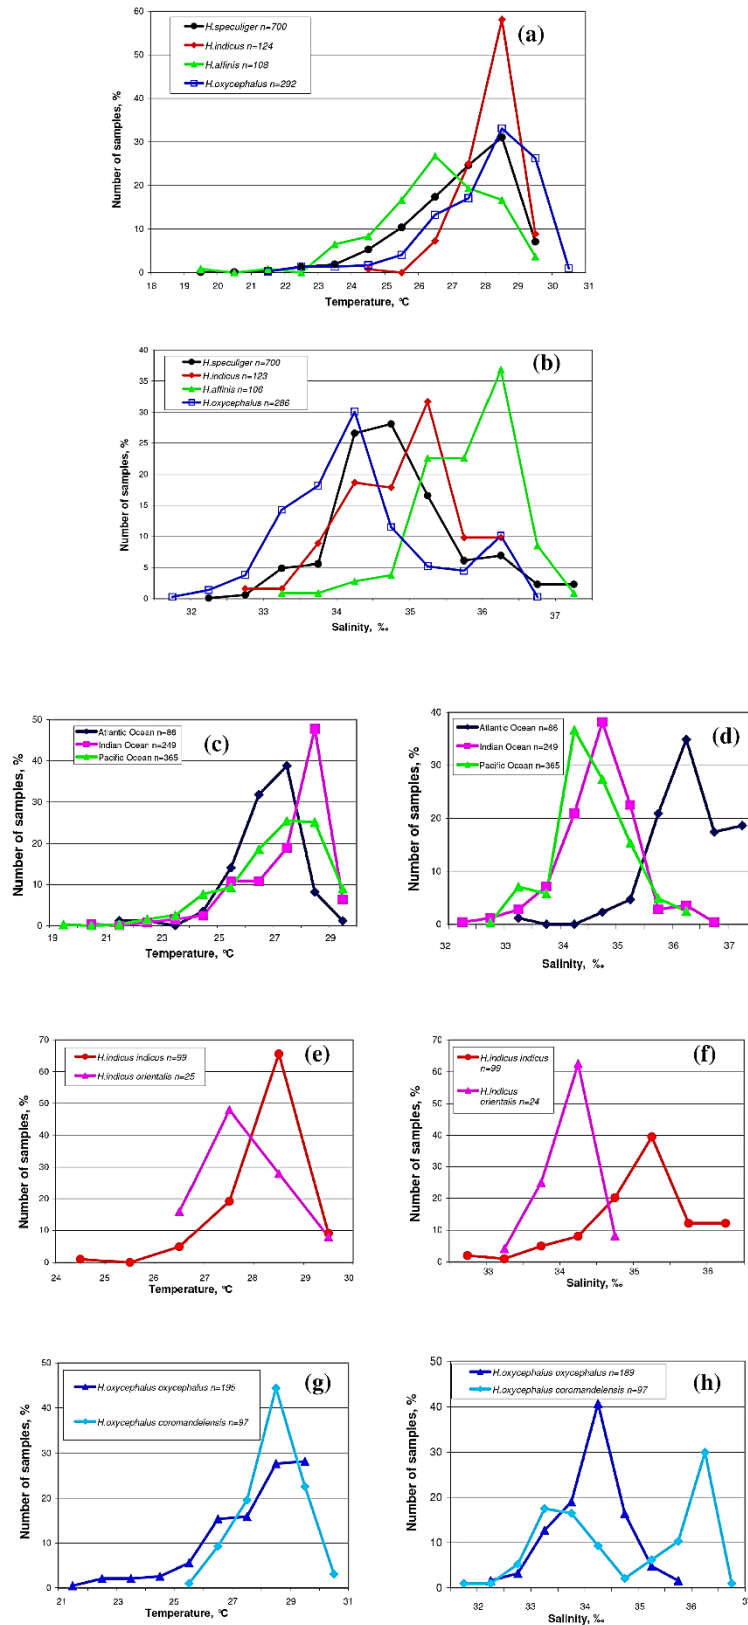 (a)
H.speculiger n=700
H.indicus n=124
H.affinis n=108
H.oxycephalus n=292
Number of samples, %
60
50
40
30
20
10
0
18 19 20 21 22 23 24 25 26 27 28 29 30 31
Temperature, °C
(b)
H.speculiger n=700
H.indicus n=123
H.affinis n=106
H.oxycephalus n=286
Number of samples, %
40
35
30
25
20
15
10
5
0
32 33 34 35 36 37
Salinity, ‰
(c)
Atlantic Ocean n=86
Indian Ocean n=249
Pacific Ocean n=365
Number of samples, %
50
40
30
20
10
0
19 21 23 25 27 29
Temperature, °C
(d)
Atlantic Ocean n=86
Indian Ocean n=249
Pacific Ocean n=365
Number of samples, %
40
30
20
10
0
32 33 34 35 36 37
Salinity, ‰
(e)
H.indicus indicus n=99
H.indicus orientalis n=25
Number of samples, %
70
60
50
40
30
20
10
0
24 25 26 27 28 29 30
Temperature, °C
(f)
H.indicus indicus
n=99
H.indicus
orientalis n=24
Number of samples, %
70
60
50
40
30
20
10
0
33 34 35 36
Salinity, ‰
(g)
H.oxycephalus oxycephalus n=195
H.oxycephalus coromandelensis n=97
Number of samples, %
50
40
30
20
10
0
21 23 25 27 29 31
Temperature, °C
(h)
H.oxycephalus oxycephalus n=189
H.oxycephalus coromandelensis n=97
Number of samples, %
50
40
30
20
10
0
32 33 34 35 36 37
Salinity, ‰